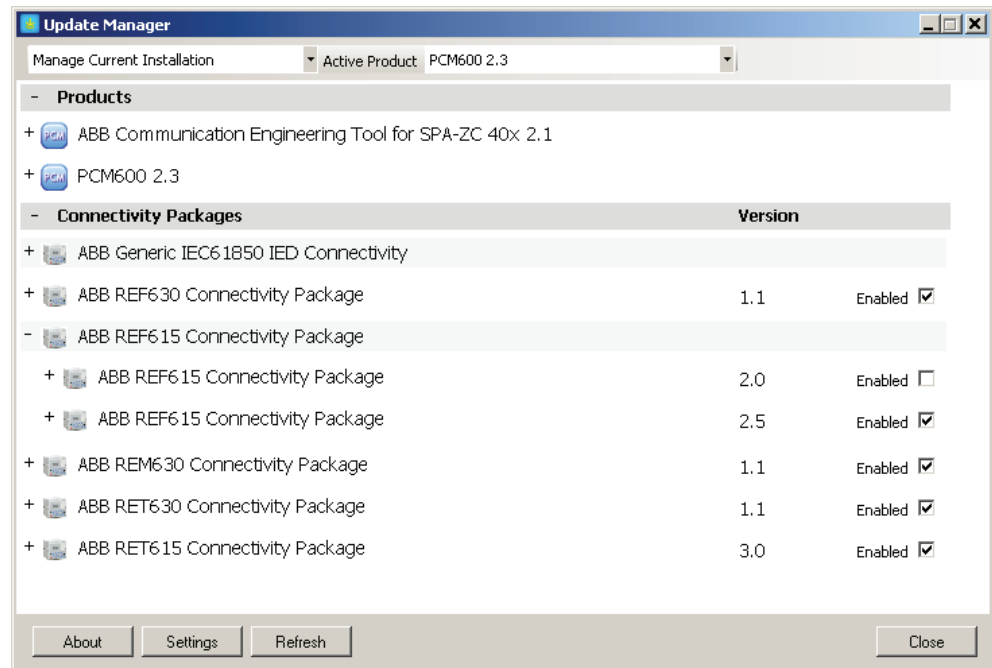 Update Manager
Manage Current Installation Active Product PCM600 2.3
- Products
+ PCM ABB Communication Engineering Tool for SPA-ZC 40x 2.1
+ PCM PCM600 2.3
- Connectivity Packages Version
+ ABB Generic IEC61850 IED Connectivity
+ ABB REF630 Connectivity Package 1.1 Enabled
- ABB REF615 Connectivity Package
+ ABB REF615 Connectivity Package 2.0 Enabled
+ ABB REF615 Connectivity Package 2.5 Enabled
+ ABB REM630 Connectivity Package 1.1 Enabled
+ ABB RET630 Connectivity Package 1.1 Enabled
+ ABB RET615 Connectivity Package 3.0 Enabled
About Settings Refresh Close